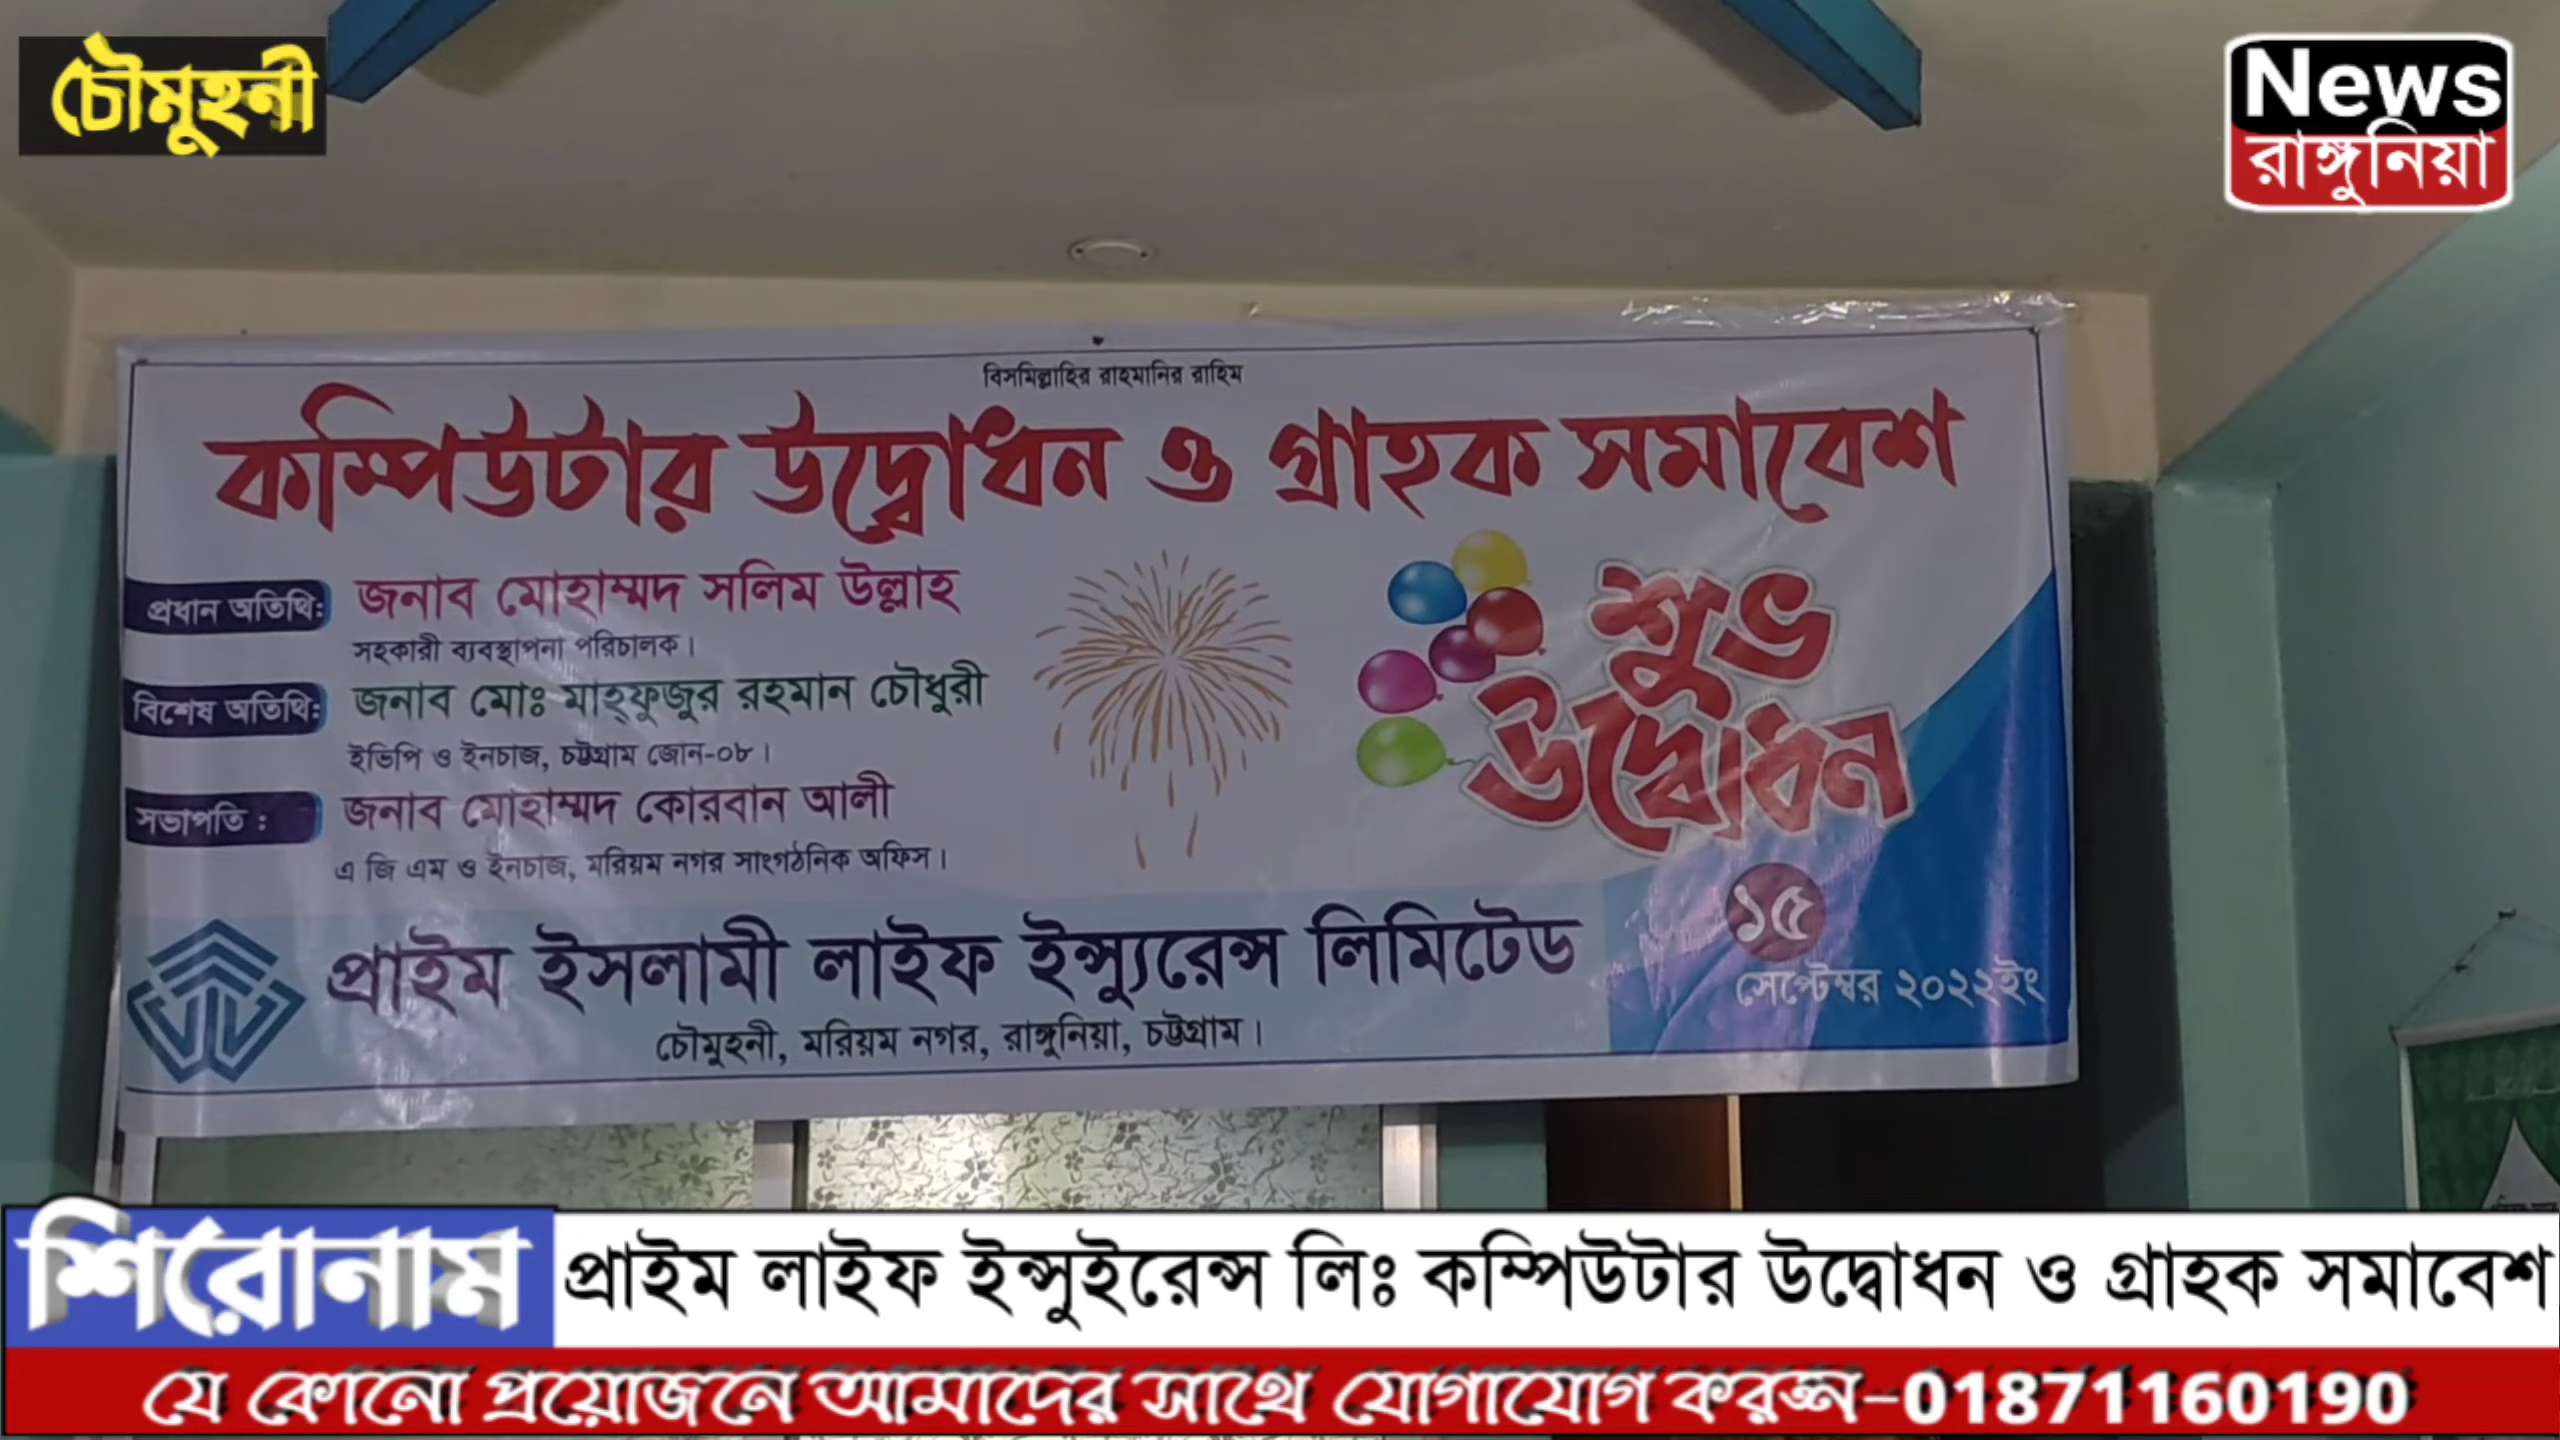 চৌমুহনী
News
রাঙ্গুনিয়া
বিসমিল্লাহির রাহমানির রাহিম
কম্পিউটার উদ্বোধন ও গ্রাহক সমাবেশ
প্রধান অতিথি: জনাব মোহাম্মদ সলিম উল্লাহ
সহকারী ব্যবস্থাপনা পরিচালক।
বিশেষ অতিথি: জনাব মোঃ মাহ্ফুজুর রহমান চৌধুরী
ইভিপি ও ইনচাজ, চট্টগ্রাম জোন-০৮।
সভাপতি : জনাব মোহাম্মদ কোরবান আলী
এ জি এম ও ইনচাজ, মরিয়ম নগর সাংগঠনিক অফিস।
শুভ
উদ্বোধন
১৫
সেপ্টেম্বর ২০২২ইং
প্রাইম ইসলামী লাইফ ইন্স্যুরেন্স লিমিটেড
চৌমুহনী, মরিয়ম নগর, রাঙ্গুনিয়া, চট্টগ্রাম।
শিরোনাম
প্রাইম লাইফ ইন্সুইরেন্স লিঃ কম্পিউটার উদ্বোধন ও গ্রাহক সমাবেশ
যে কোনো প্রয়োজনে আমাদের সাথে যোগাযোগ করুন-01871160190